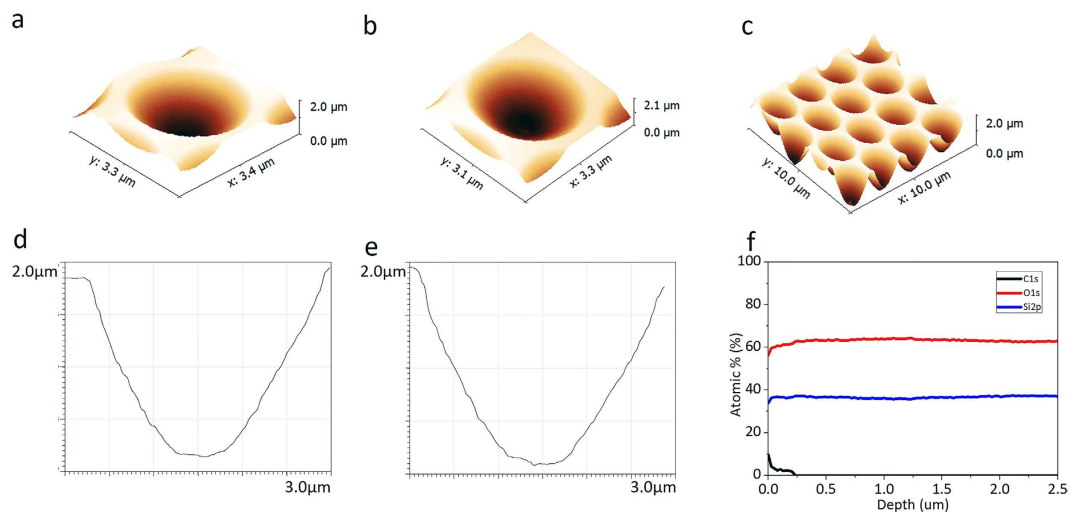 a
b
c
2.0 µm
0.0 µm
y: 3.3 µm
x: 3.4 µm
2.1 µm
0.0 µm
y: 3.1 µm
x: 3.3 µm
2.0 µm
0.0 µm
y: 10.0 µm
x: 10.0 µm
d
e
f
2.0µm
3.0µm
2.0µm
3.0µm
100
80
60
40
20
0
Atomic % (%)
C1s
O1s
Si2p
0.0 0.5 1.0 1.5 2.0 2.5
Depth (um)